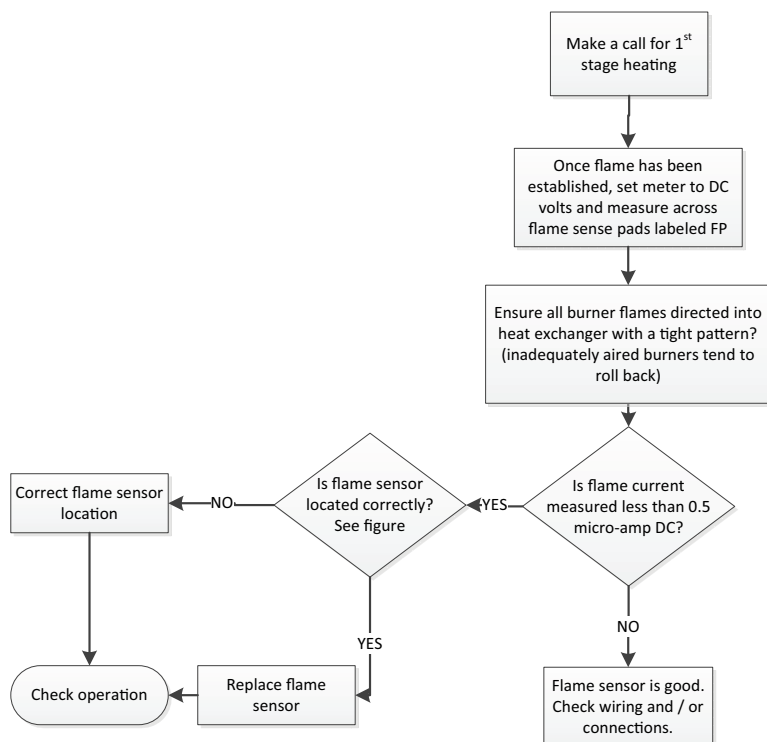 Make a call for 1st
stage heating
Once flame has been
established, set meter to DC
volts and measure across
flame sense pads labeled FP
Ensure all burner flames directed into
heat exchanger with a tight pattern?
(inadequately aired burners tend to
roll back)
Is flame current
measured less than 0.5
micro-amp DC?
YES
Is flame sensor
located correctly?
See figure
NO
Correct flame sensor
location
YES
NO
Replace flame
sensor
Check operation
Flame sensor is good.
Check wiring and / or
connections.